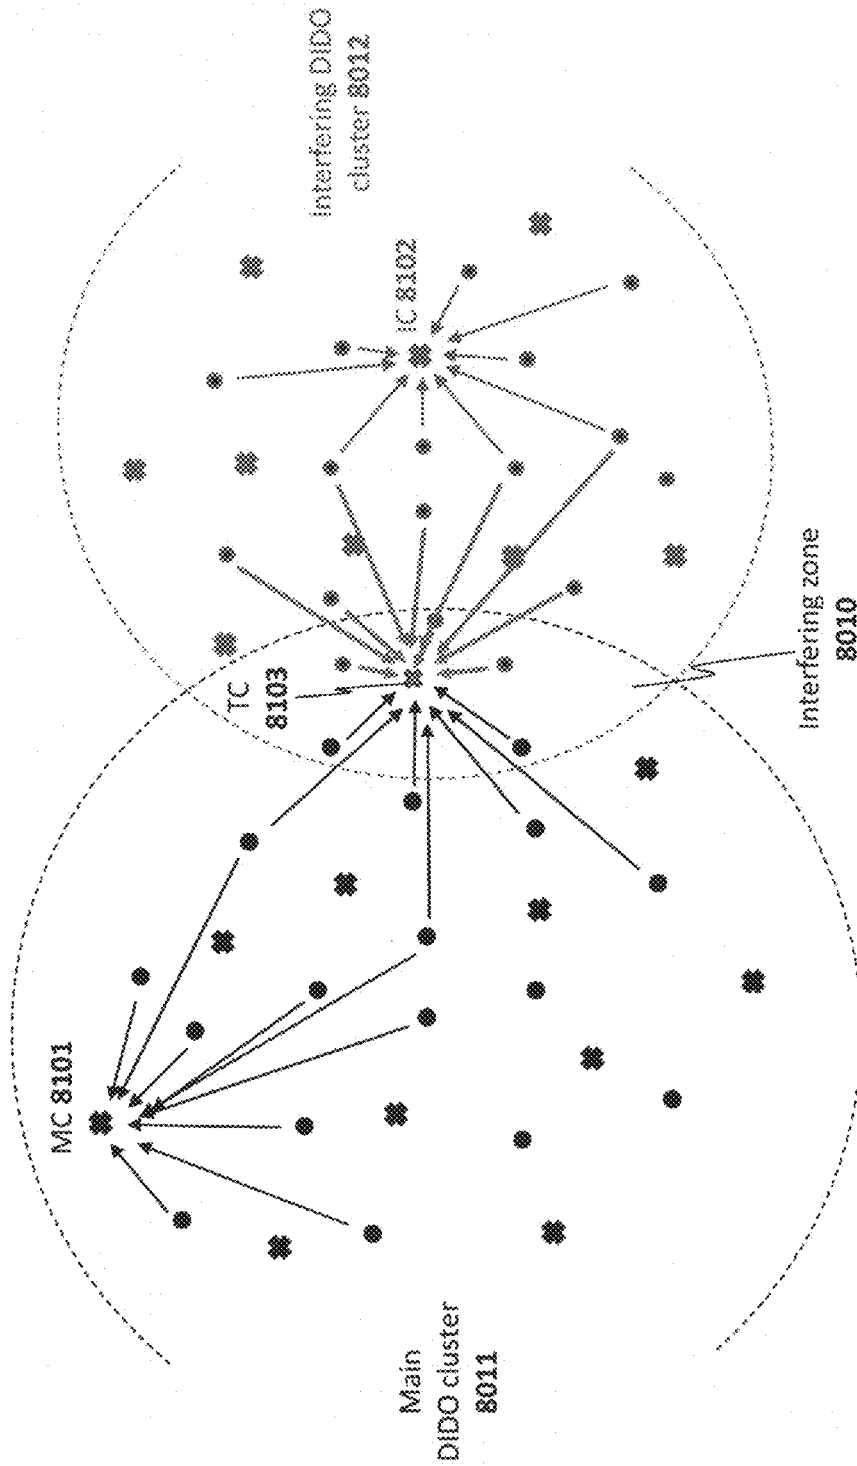 Main
DIDO cluster
8011
MC 8101
TC
8103
IC 8102
Interfering DIDO
cluster 8012
Interfering zone
8010